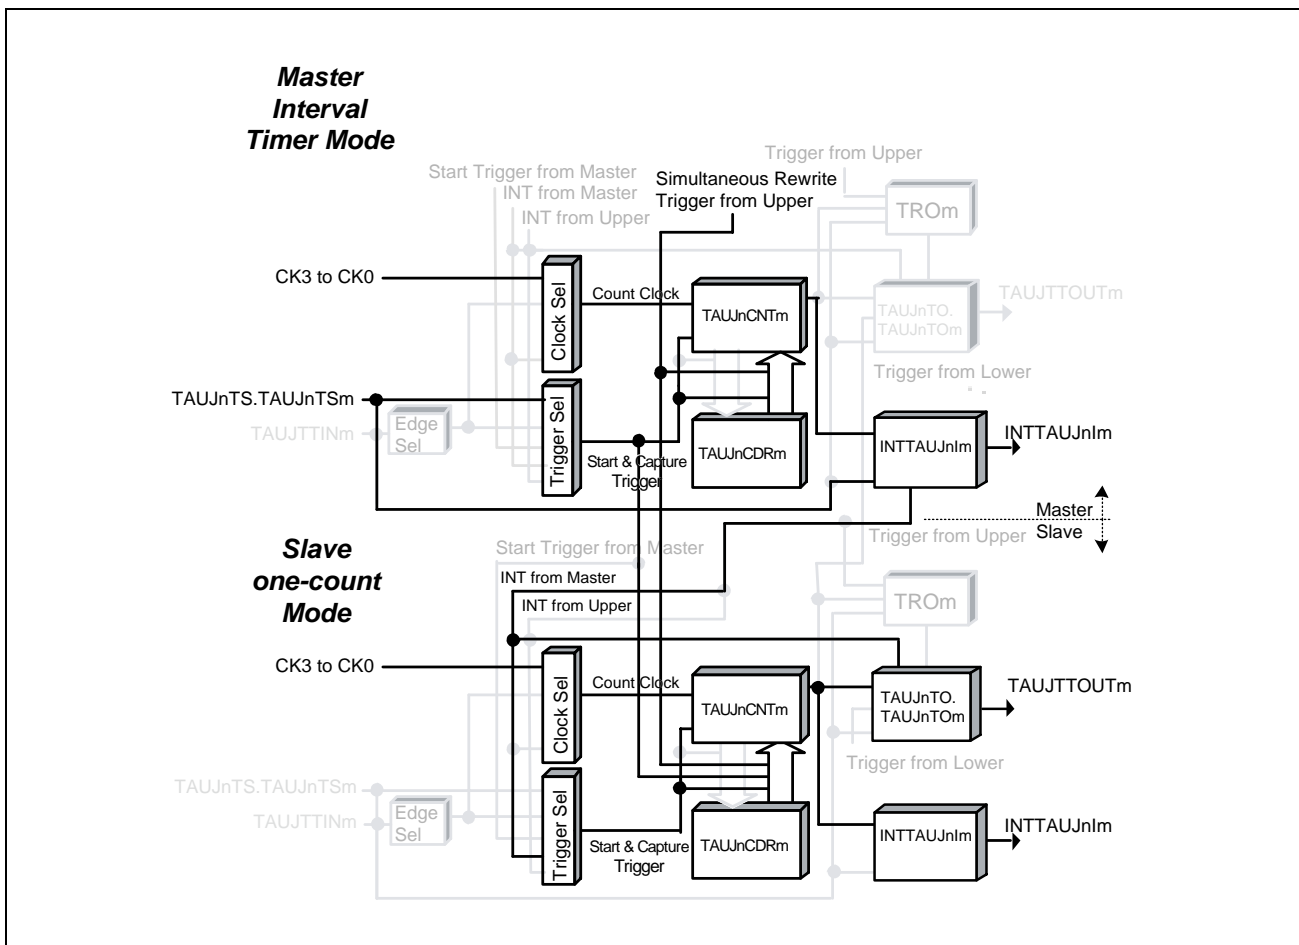 Master
Interval
Timer Mode
Trigger from Upper
Start Trigger from Master
Simultaneous Rewrite
INT from Master
Trigger from Upper
INT from Upper
TROm
CK3 to CK0
Clock Sel
Count Clock
TAUJnCNTm
TAUJnTO.
TAUJnTOm
TAUJTTOUTm
Trigger from Lower
TAUJnTS.TAUJnTSm
TAUJTTINm
Edge
Sel
Trigger Sel
Start & Capture
Trigger
TAUJnCDRm
INTTAUJnIm
INTTAUJnIm
Master
Slave
Trigger from Upper
Slave
one-count
Mode
Start Trigger from Master
INT from Master
INT from Upper
TROm
CK3 to CK0
Clock Sel
Count Clock
TAUJnCNTm
TAUJnTO.
TAUJnTOm
TAUJTTOUTm
Trigger from Lower
TAUJnTS.TAUJnTSm
TAUJTTINm
Edge
Sel
Trigger Sel
Start & Capture
Trigger
TAUJnCDRm
INTTAUJnIm
INTTAUJnIm